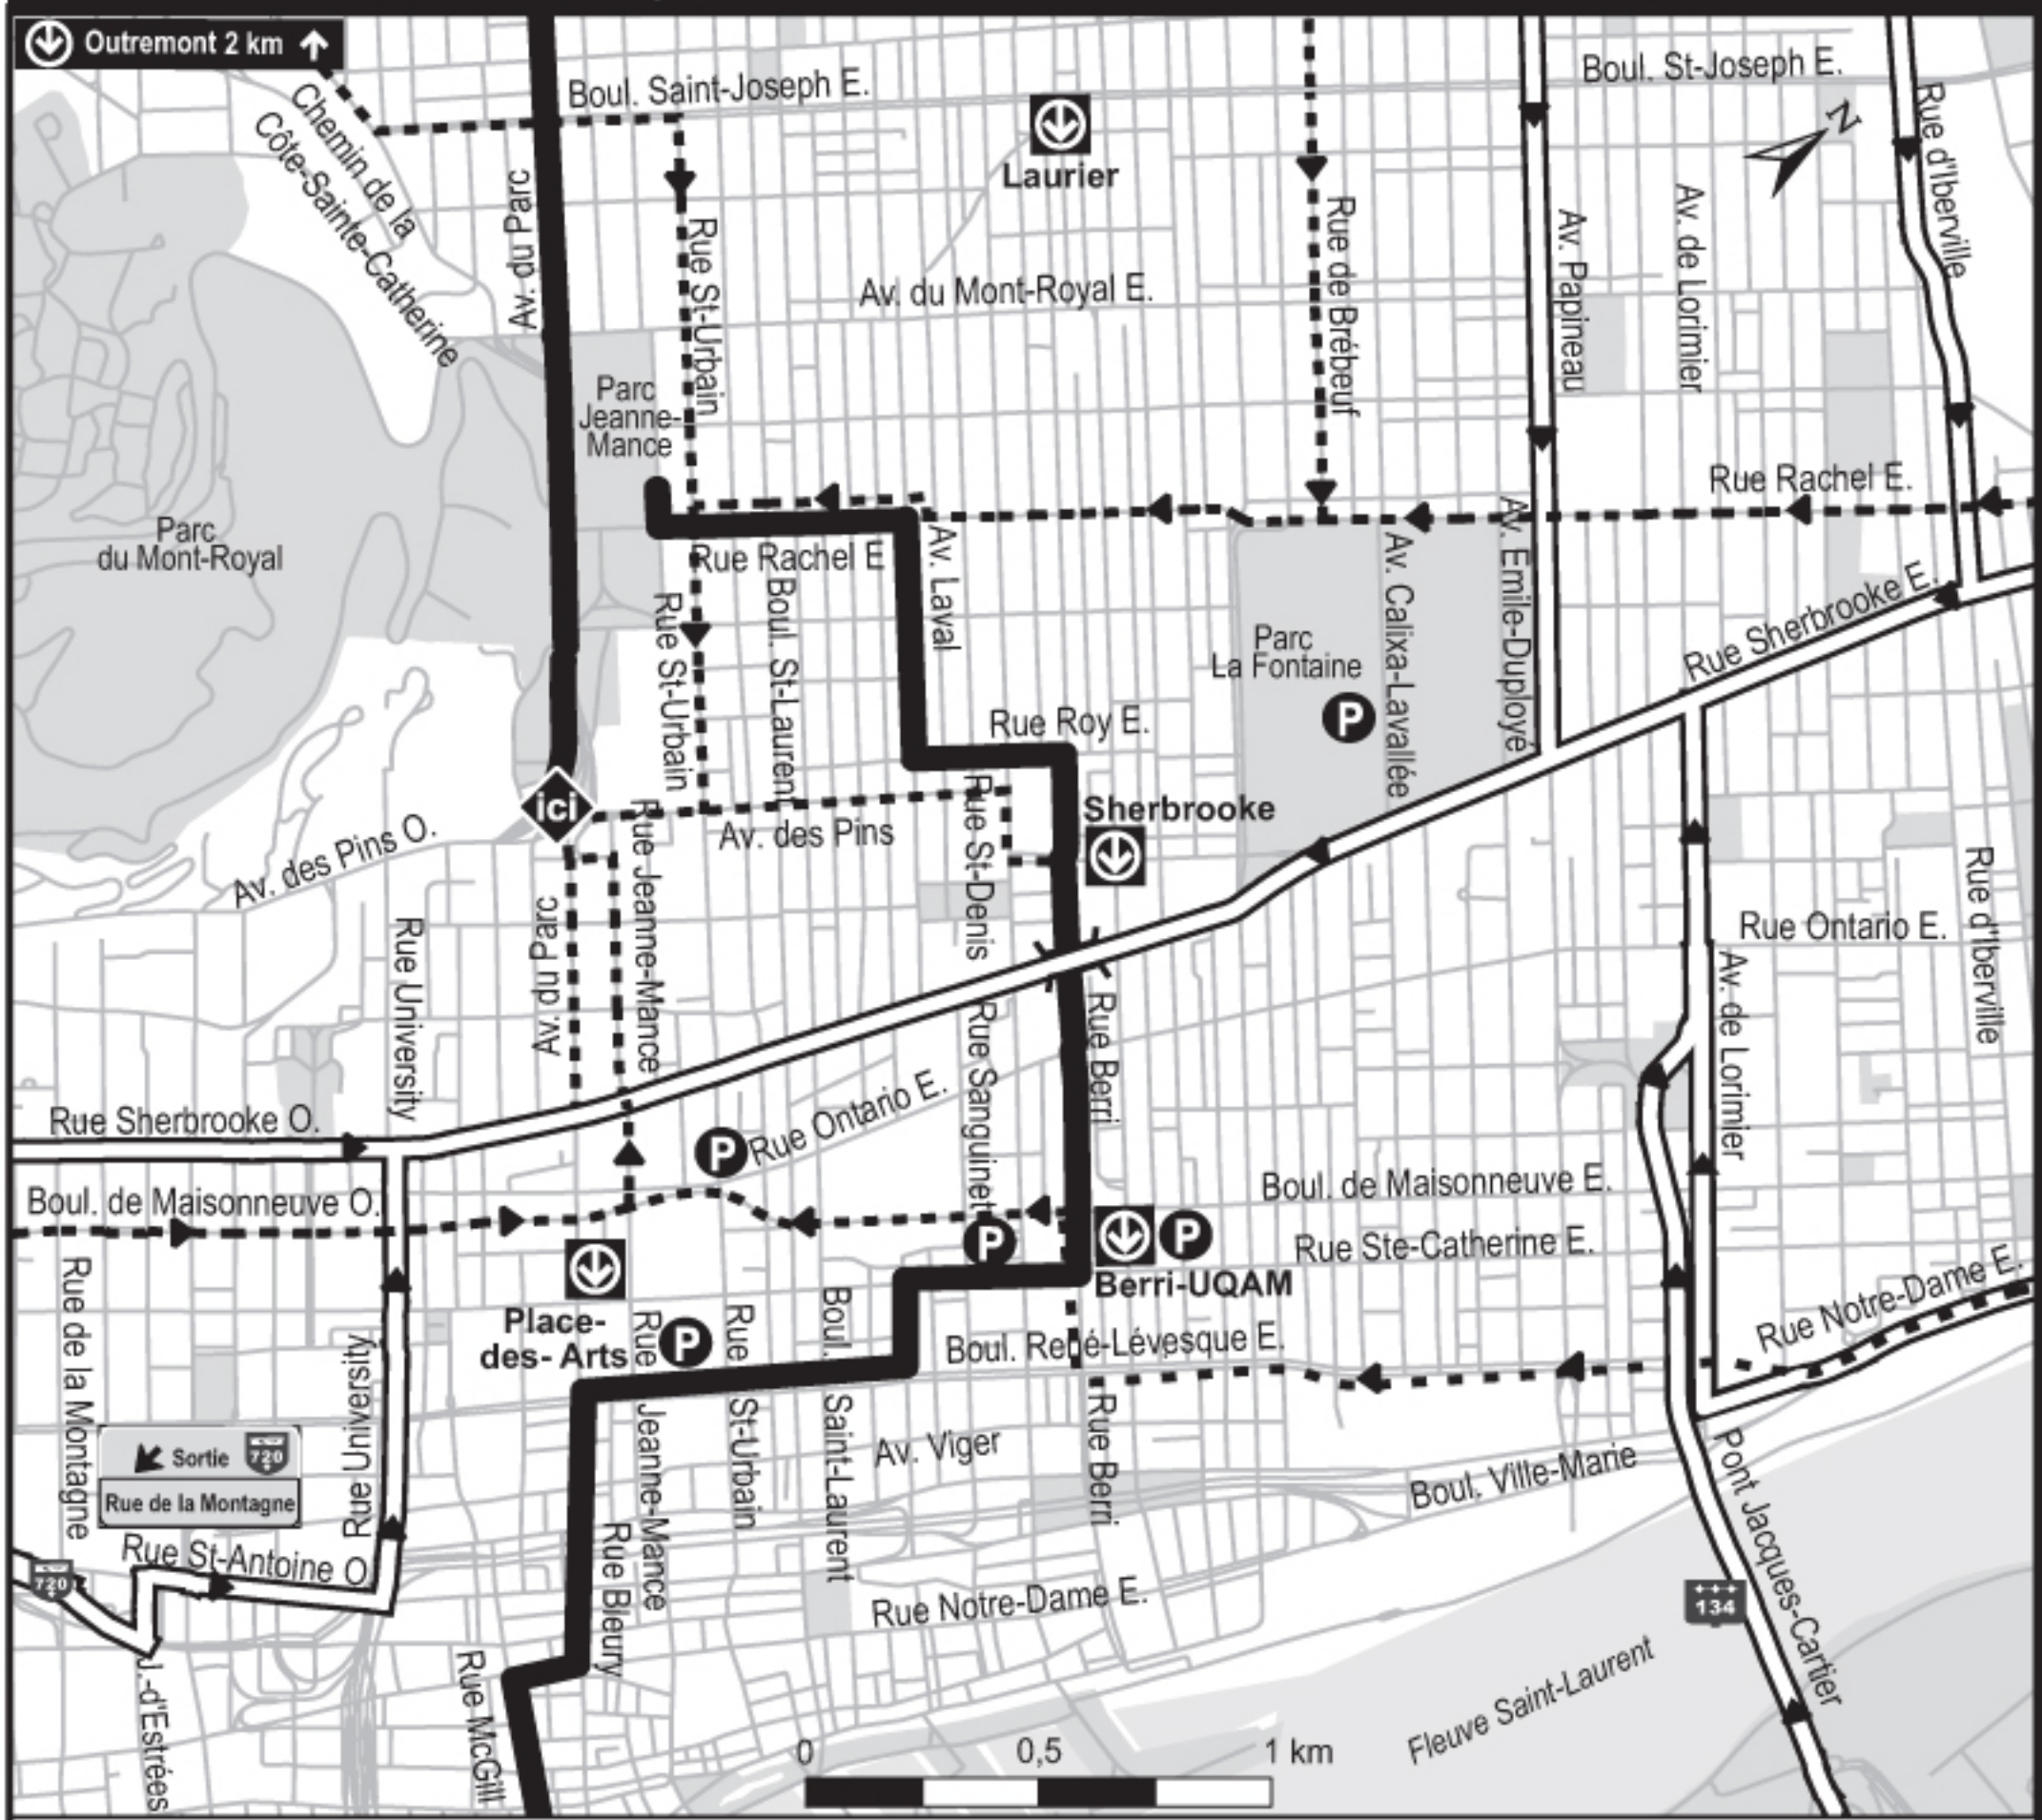 Outremont 2 km
Boul. Saint-Joseph E.
Boul. St-Joseph E.
N
Chemin de la
Côte-Sainte-Catherine
Av. du Parc
Laurier
Rue St-Urbain
Rue de Brébeuf
Av. Papineau
Av. de Lorimier
Rue d'Iberville
Av. du Mont-Royal E.
Parc
Jeanne-
Mance
Parc
du Mont-Royal
Rue Rachel E.
Rue Rachel E
Av. Laval
Av. Calixa-Lavallée
Av. Emile-Duployé
Rue St-Urbain
Boul. St-Laurent
Parc
La Fontaine
P
Rue Sherbrooke E.
Rue Roy E.
ici
Av. des Pins O.
Av. des Pins
Rue Jeanne-Mance
Rue St-Denis
Sherbrooke
Rue University
Av. du Parc
Rue Ontario E.
Rue d'Iberville
Av. de Lorimier
Rue Sanguinet
Rue Berri
Rue Sherbrooke O.
P
Rue Ontario E.
Boul. de Maisonneuve O.
Boul. de Maisonneuve E.
P
P
Rue Ste-Catherine E.
Berri-UQAM
Rue Notre-Dame E.
Rue de la Montagne
Place-
des- Arts
P
Rue Jeanne-Mance
Rue St-Urbain
Boul. Saint-Laurent
Boul. René-Lévesque E.
Rue University
Av. Viger
Rue Berri
Boul. Ville-Marie
Pont Jacques-Cartier
Sortie 720
Rue de la Montagne
Rue St-Antoine O.
720
Rue Bleury
Rue Notre-Dame E.
134
J.-d'Estrées
Rue McGill
Fleuve Saint-Laurent
0 0,5 1 km